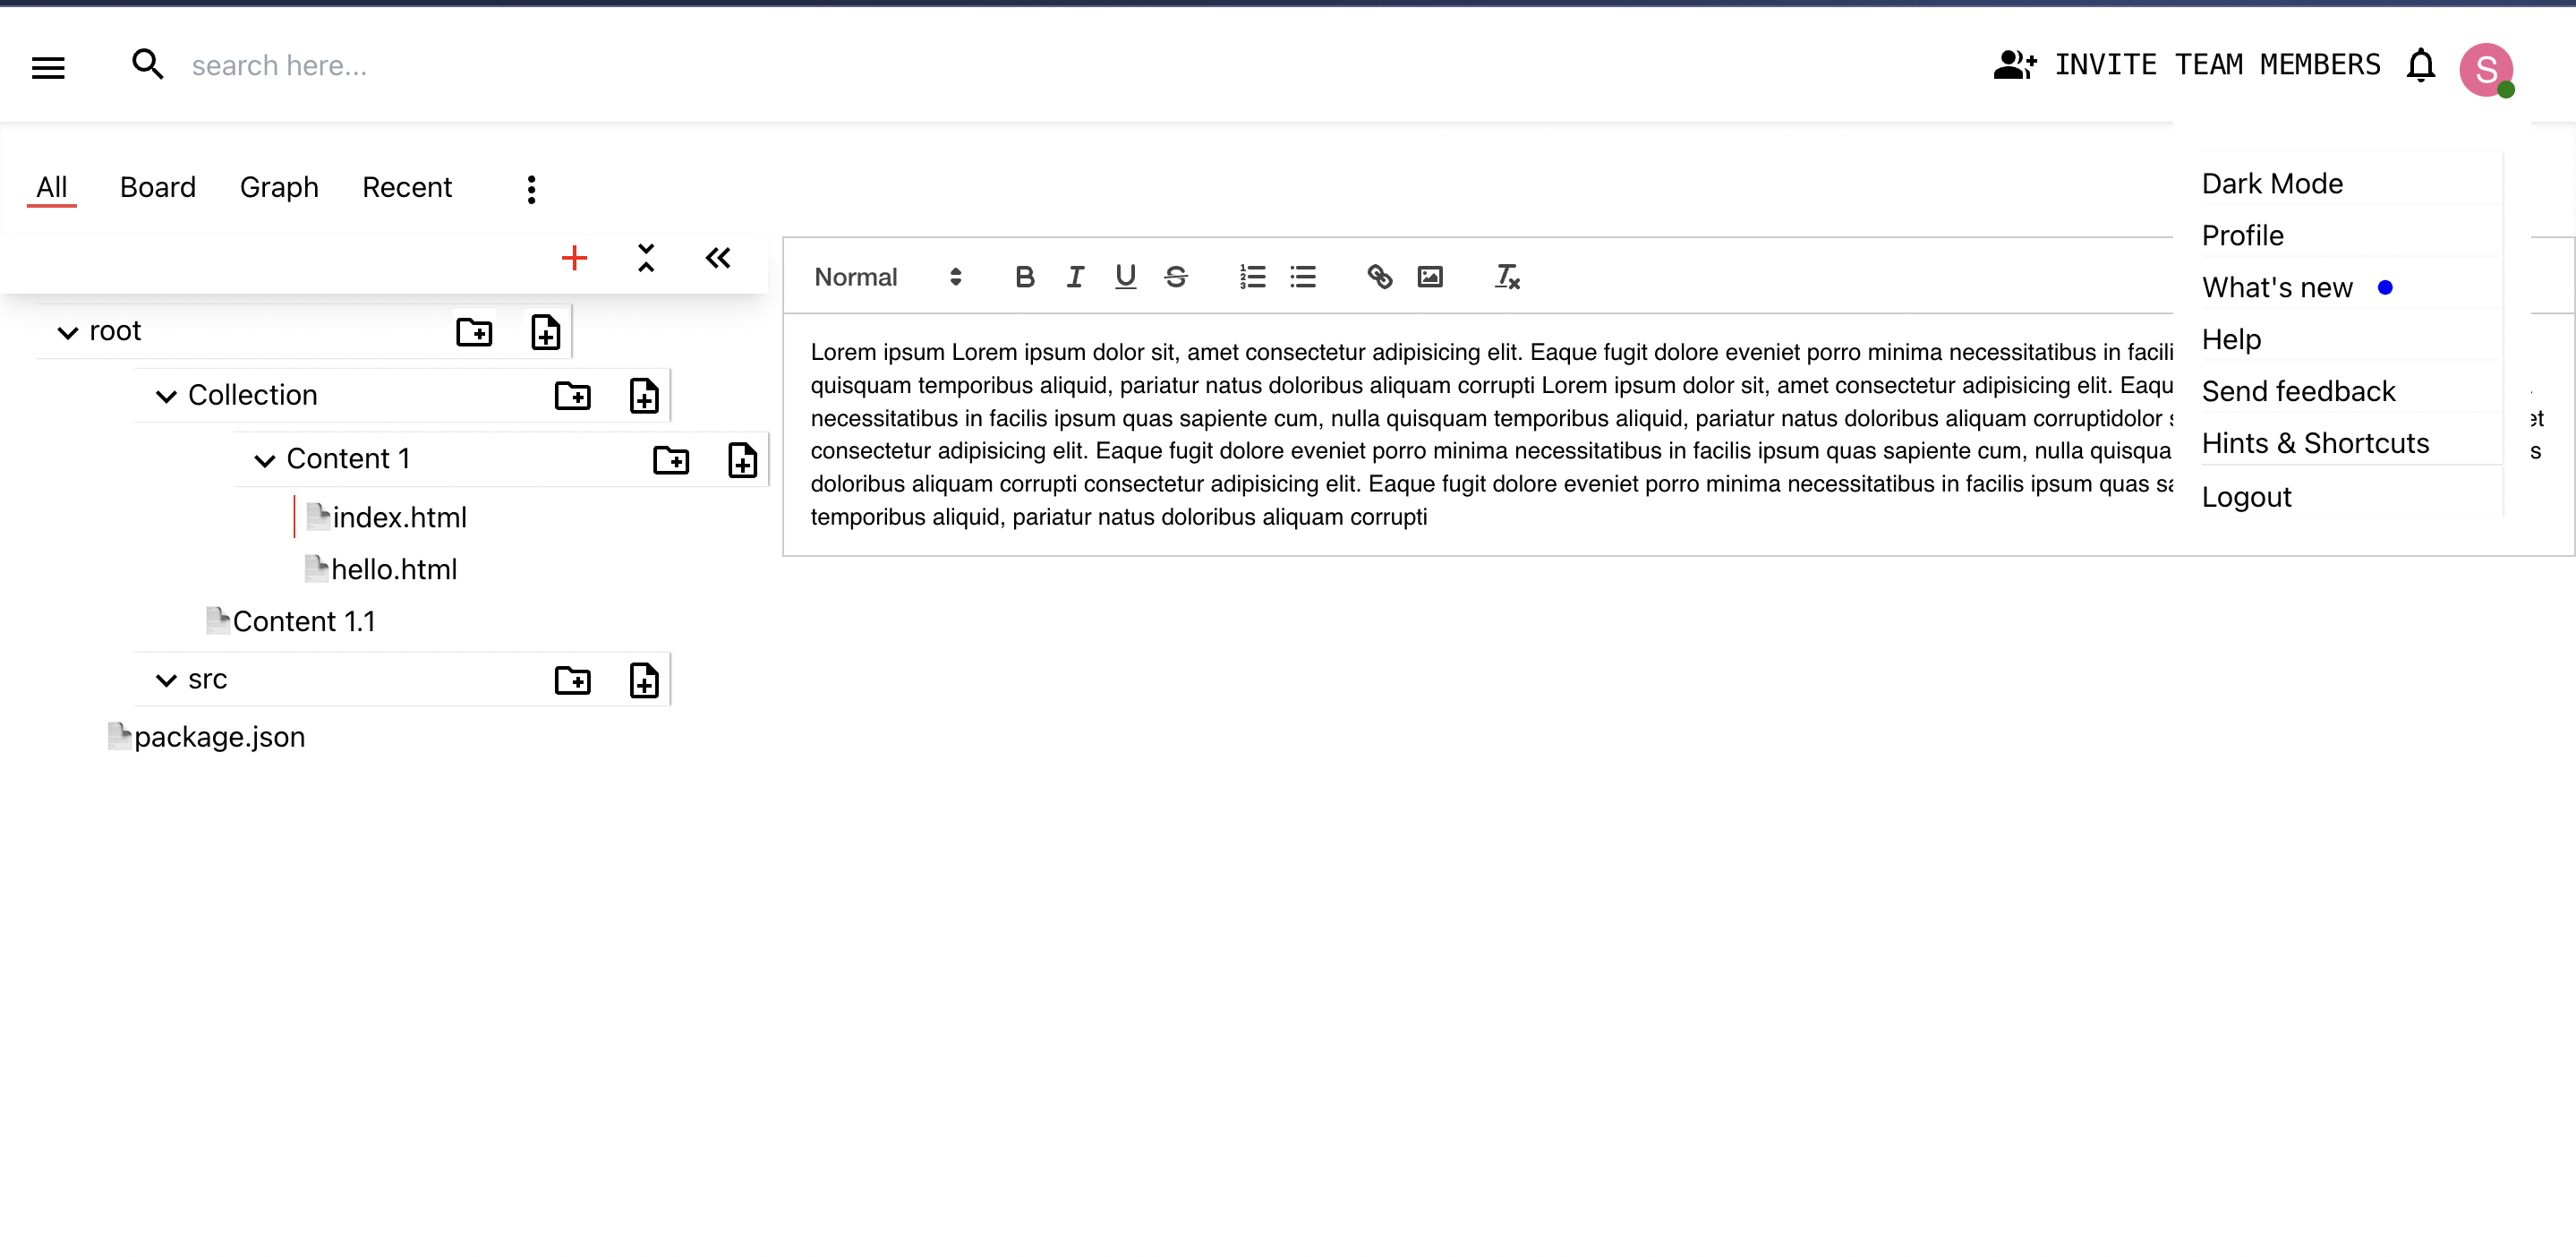 search here...
INVITE TEAM MEMBERS
S
All Board Graph Recent
Dark Mode
Profile
What's new
Help
Send feedback
Hints & Shortcuts
Logout
root
Collection
Content 1
index.html
hello.html
Content 1.1
src
package.json
Normal
Lorem ipsum Lorem ipsum dolor sit, amet consectetur adipisicing elit. Eaque fugit dolore eveniet porro minima necessitatibus in
quisquam temporibus aliquid, pariatur natus doloribus aliquam corrupti Lorem ipsum dolor sit, amet consectetur adipisicing elit.
necessitatibus in facilis ipsum quas sapiente cum, nulla quisquam temporibus aliquid, pariatur natus doloribus aliquam corruptidolor
consectetur adipisicing elit. Eaque fugit dolore eveniet porro minima necessitatibus in facilis ipsum quas sapiente cum, nulla
doloribus aliquam corrupti consectetur adipisicing elit. Eaque fugit dolore eveniet porro minima necessitatibus in facilis ipsum quas
temporibus aliquid, pariatur natus doloribus aliquam corrupti